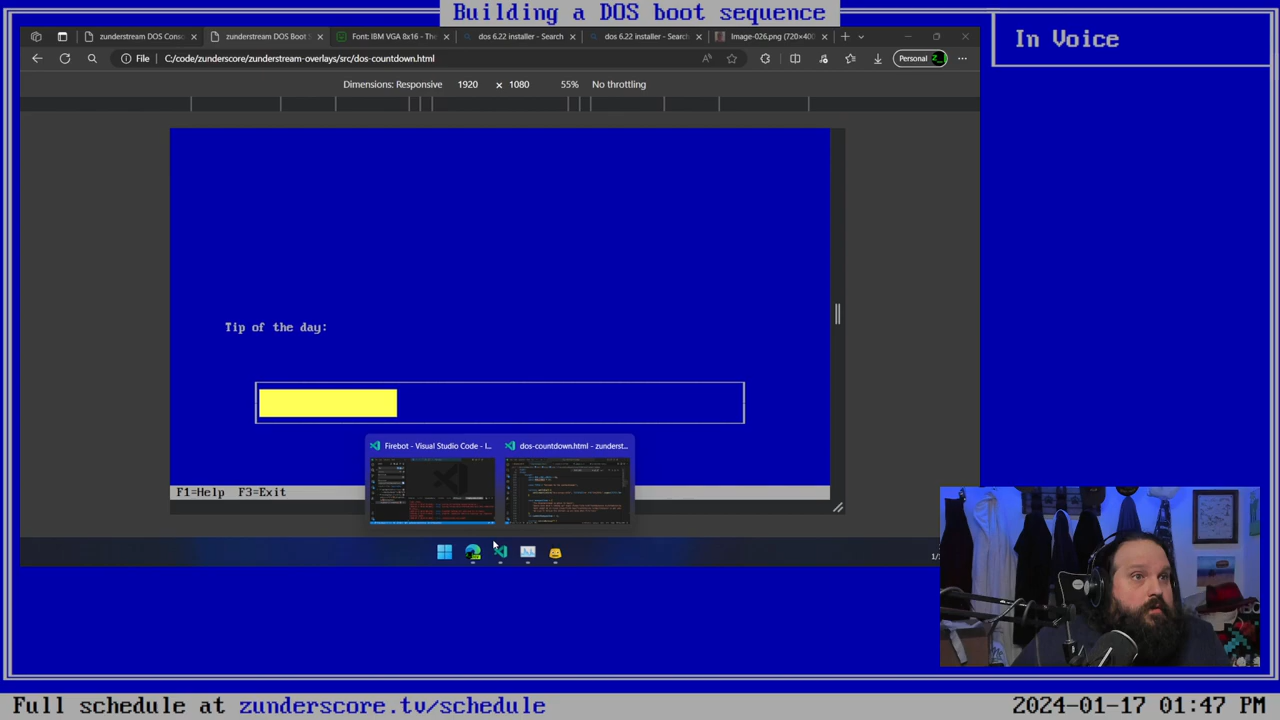 Building a DOS boot sequence
In Voice
zunderstream DOS Consc
zunderstream DOS Boot S
Font: IBM VGA 8x16 - The
dos 6.22 installer - Search
dos 6.22 installer - Search
Image-026.png (720×400
File
C:/code/zunderscore/zunderstream-overlays/src/dos-countdown.html
Personal
Dimensions: Responsive 1920 × 1080 55% No throttling
Tip of the day:
Firebot - Visual Studio Code - I...
dos-countdown.html - zunderst...
F1=Help F3=Exit
Full schedule at zunderscore.tv/schedule
2024-01-17 01:47 PM